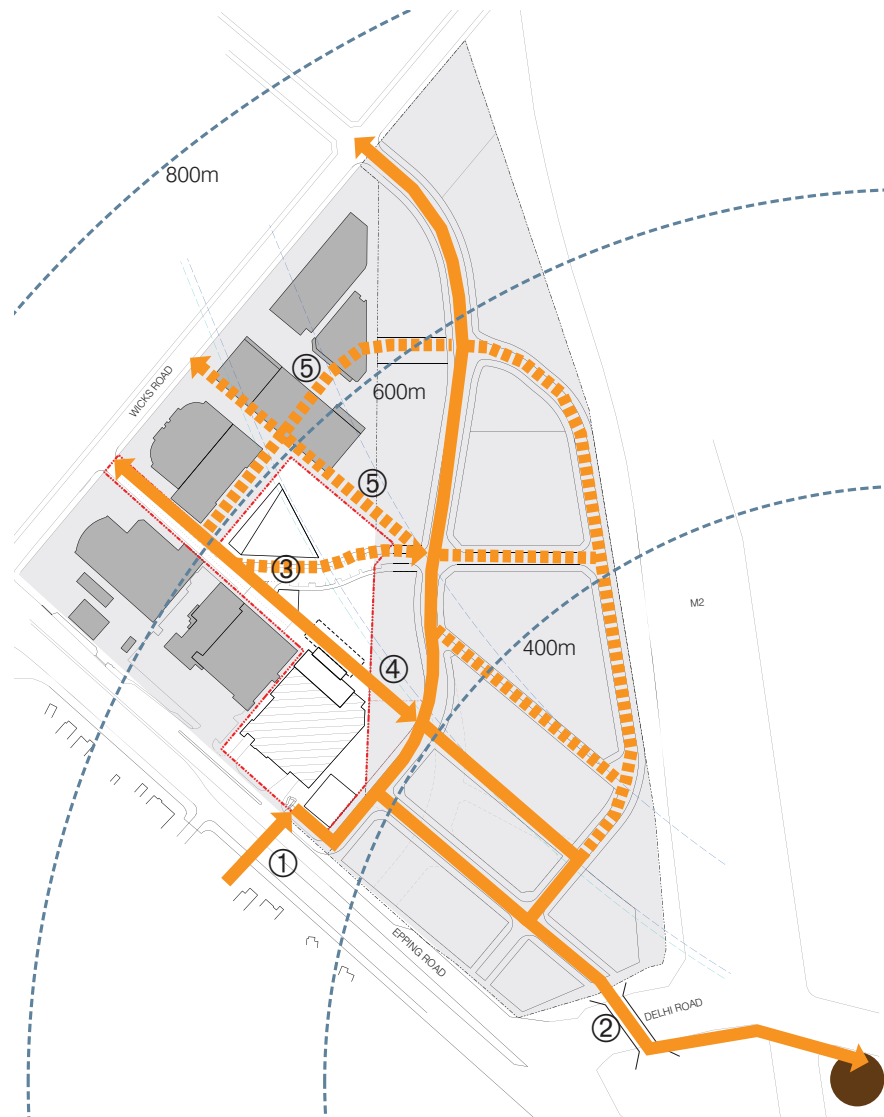 800m
WICKS ROAD
⑤
600m
⑤
③
M2
400m
④
①
EPPING ROAD
②
DELHI ROAD